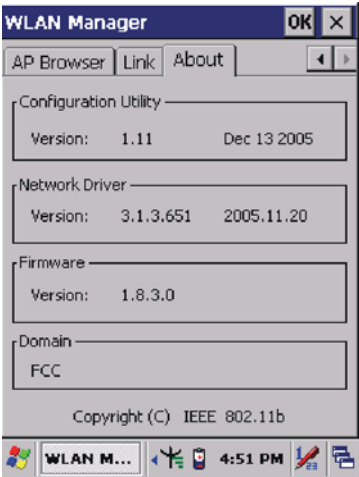 WLAN Manager OK ×
AP Browser Link About
Configuration Utility
Version: 1.11 Dec 13 2005
Network Driver
Version: 3.1.3.651 2005.11.20
Firmware
Version: 1.8.3.0
Domain
FCC
Copyright (C) IEEE 802.11b
WLAN M... 4:51 PM